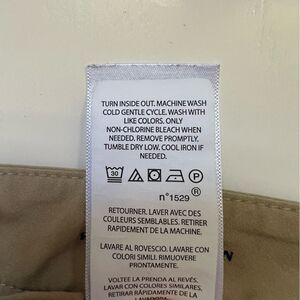 TURN INSIDE OUT. MACHINE WASH
COLD GENTLE CYCLE. WASH WITH
LIKE COLORS. ONLY
NON-CHLORINE BLEACH WHEN
NEEDED. REMOVE PROMPTLY,
TUMBLE DRY LOW. COOL IRON IF
NEEDED.
30 P
n°1529 ®
RETOURNER. LAVER AVEC DES
COULEURS SEMBLABLES. RETIRER
RAPIDEMENT DE LA MACHINE.
LAVARE AL ROVESCIO. LAVARE CON
COLORI SIMILI. RIMUOVERE
PRONTAMENTE.
VOLTEE LA PRENDA AL REVÉS.
LAVAR CON COLORES SIMILARES,
RETIRAR RÁPIDAMENTE DE LA
LAVADORA